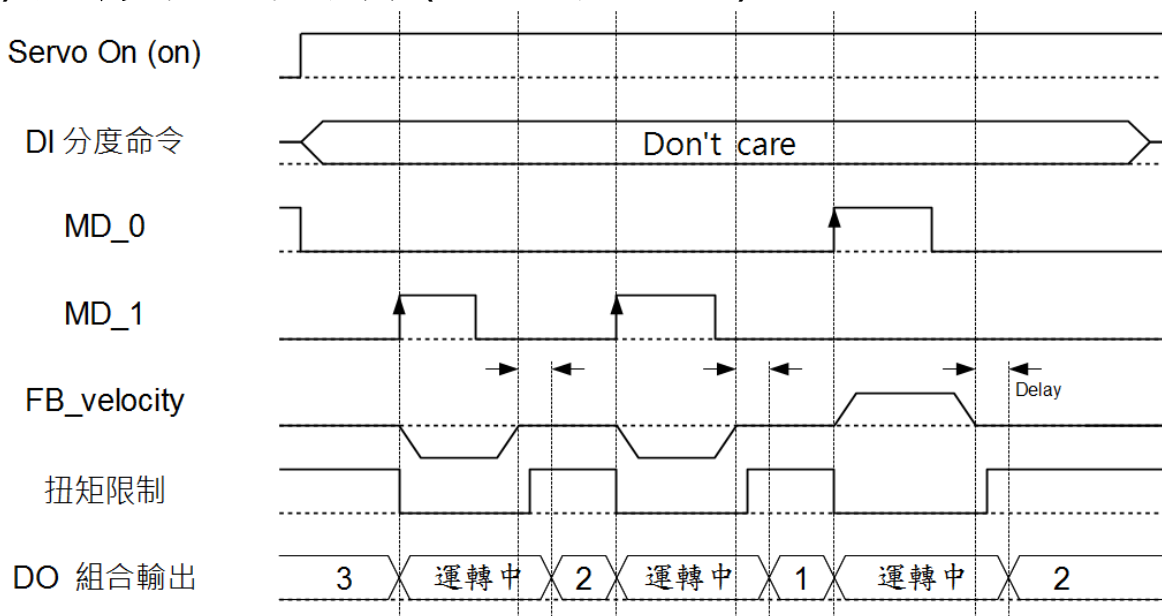 Servo On (on)
DI 分度命令
Don't care
MD_0
MD_1
FB_velocity
Delay
扭矩限制
DO 組合輸出
3 運轉中 2 運轉中 1 運轉中 2